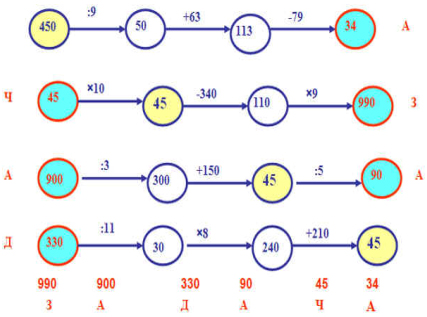 :9 +63 -79
450 50 113 34 А
Ч ×10 -340 ×9
45 45 110 990 З
А :3 +150 :5 А
900 300 45 90
Д :11 ×8 +210
330 30 240 45
990 900 330 90 45 34
З А Д А Ч А